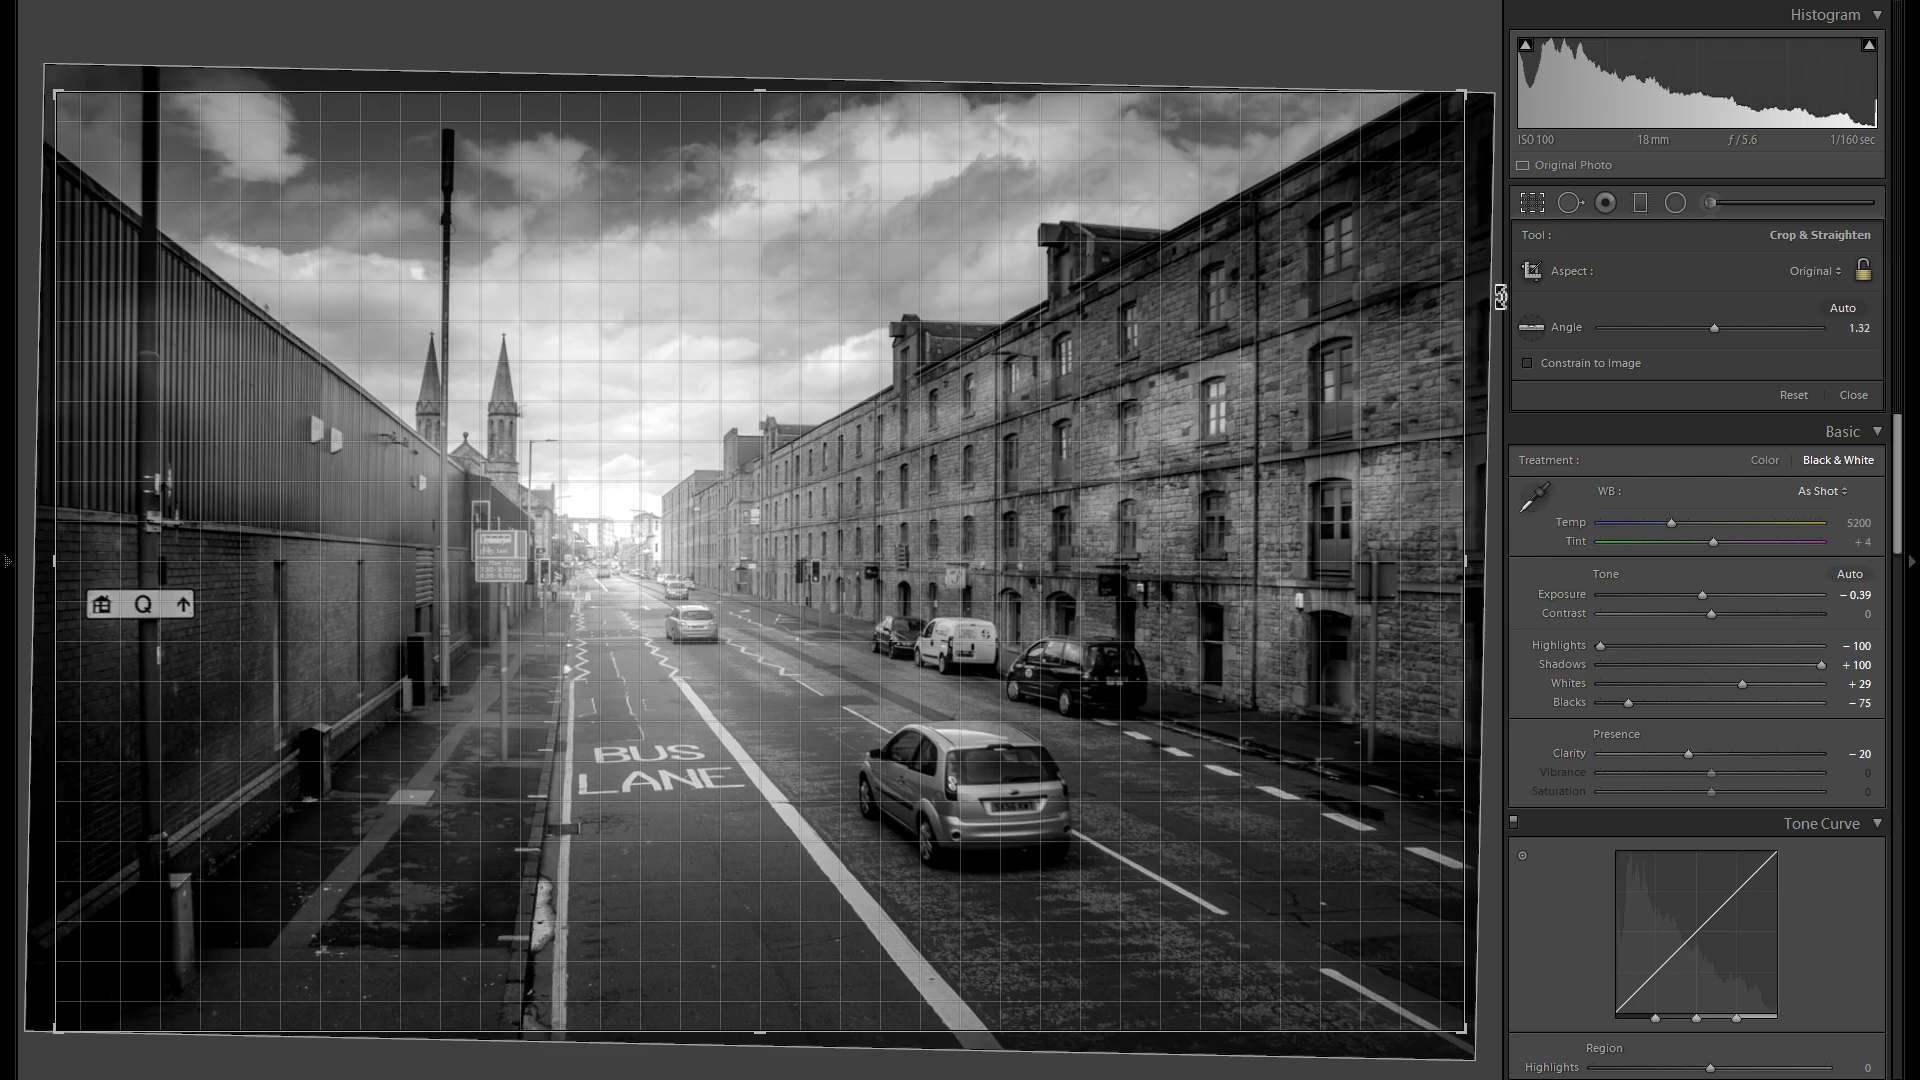 Histogram
ISO 100 18 mm ƒ / 5.6 1/160 sec
Original Photo
Tool : Crop & Straighten
Aspect : Original
Auto
Angle 1.32
Constrain to Image
Reset Close
Basic
Treatment : Color Black & White
WB : As Shot
Temp 5200
Tint + 4
Tone Auto
Exposure − 0.39
Contrast 0
Highlights − 100
Shadows + 100
Whites + 29
Blacks − 75
Presence
Clarity − 20
Vibrance 0
Saturation 0
Tone Curve
Region
Highlights 0
Q
BUS
LANE